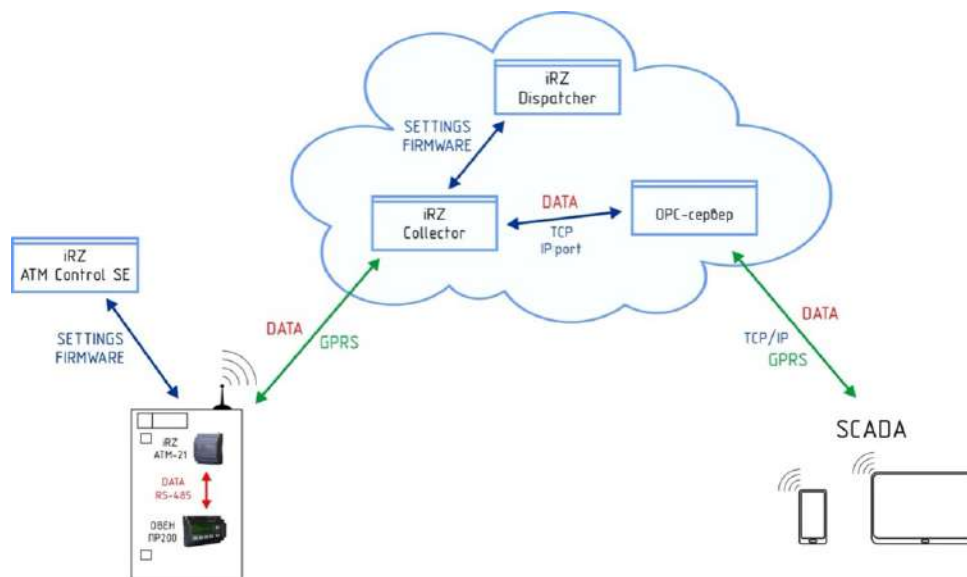 iRZ
Dispatcher
SETTINGS
FIRMWARE
iRZ
Collector
DATA
TCP
IP port
OPC-сервер
iRZ
ATM Control SE
SETTINGS
FIRMWARE
DATA
GPRS
DATA
TCP/IP
GPRS
iRZ
ATM-21
DATA
RS-485
ОВЕН
ПР200
SCADA